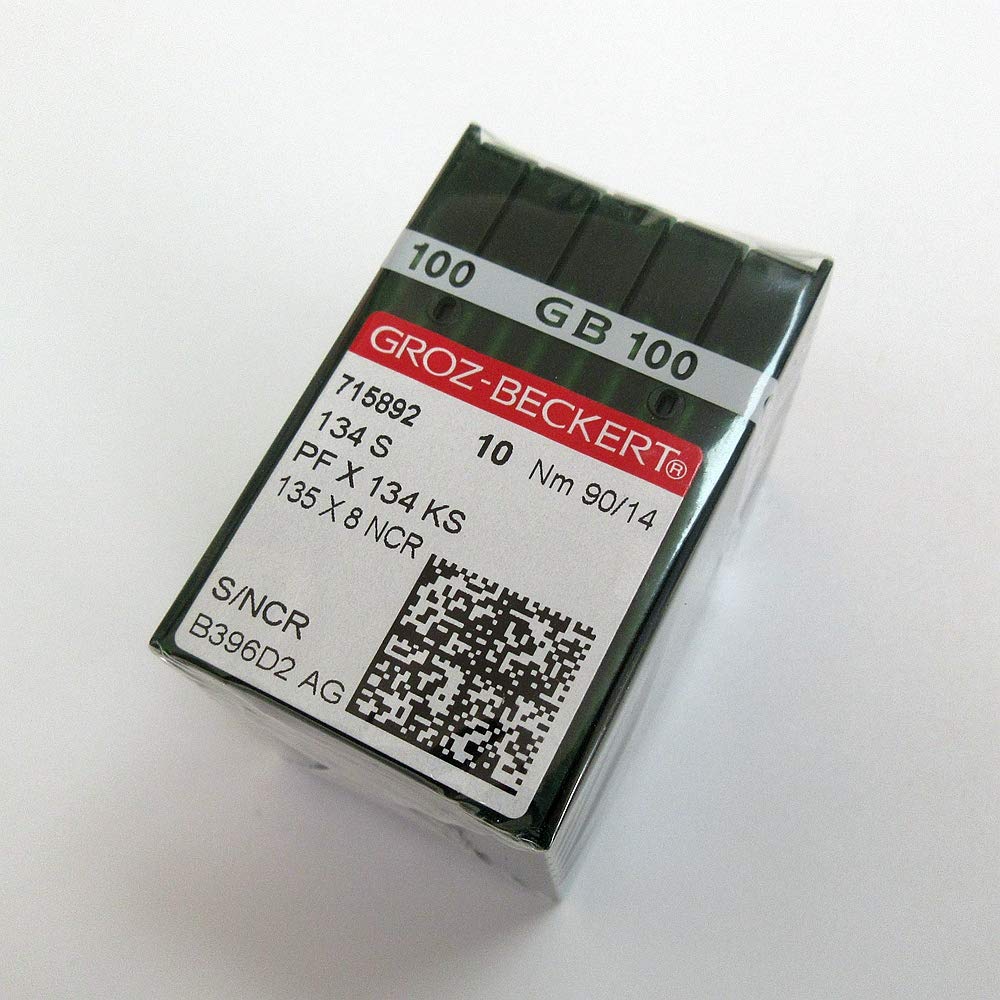 100 GB 100
GROZ-BECKERT®
715892 10 Nm 90/14
134 S
PF X 134 KS
135 X 8 NCR
S/NCR
B396D2 AG